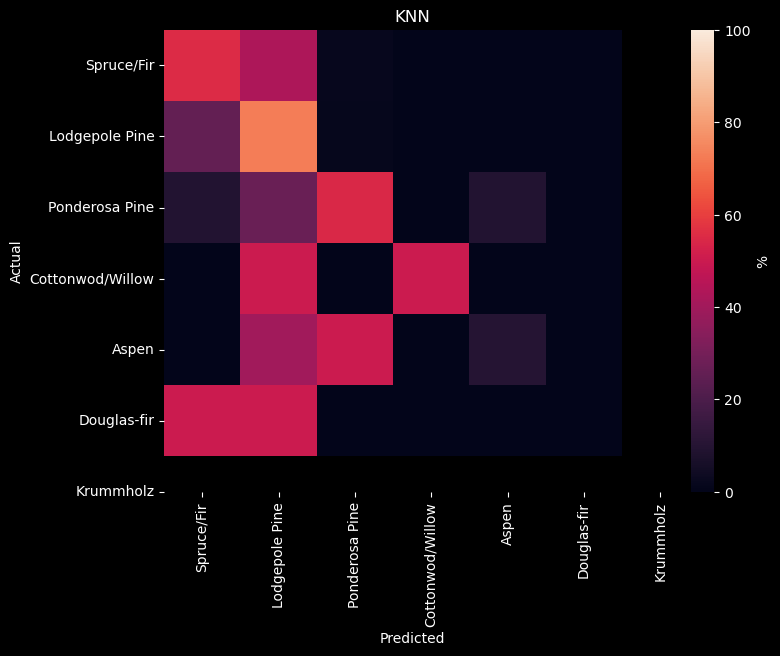 KNN
Actual
Spruce/Fir
Lodgepole Pine
Ponderosa Pine
Cottonwod/Willow
Aspen
Douglas-fir
Krummholz
Spruce/Fir
Lodgepole Pine
Ponderosa Pine
Cottonwod/Willow
Aspen
Douglas-fir
Krummholz
Predicted
100
80
60
40
20
0
%